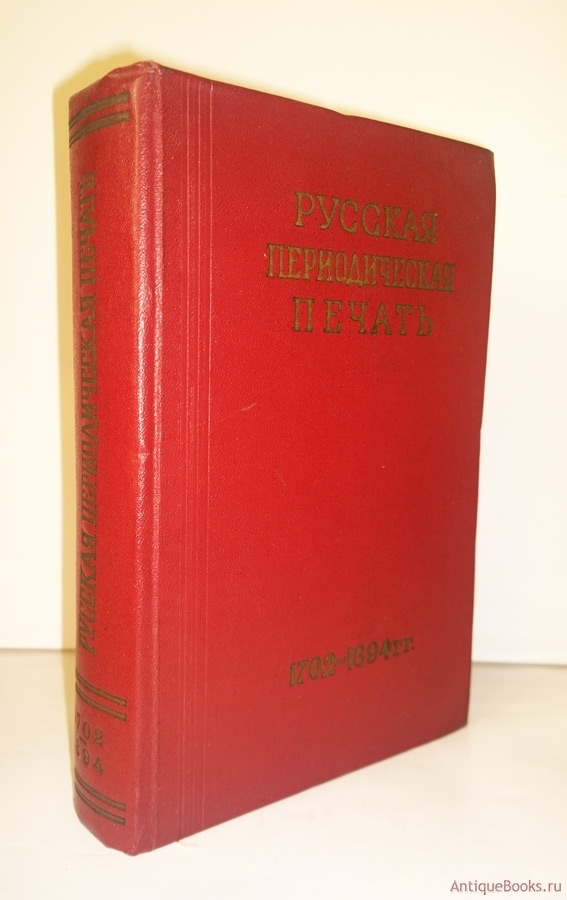 РУССКАЯ
ПЕРИОДИЧЕСКАЯ
ПЕЧАТЬ
1702–1894 гг.
РУССКАЯ ПЕРИОДИЧЕСКАЯ ПЕЧАТЬ
1702
1894
AntiqueBooks.ru